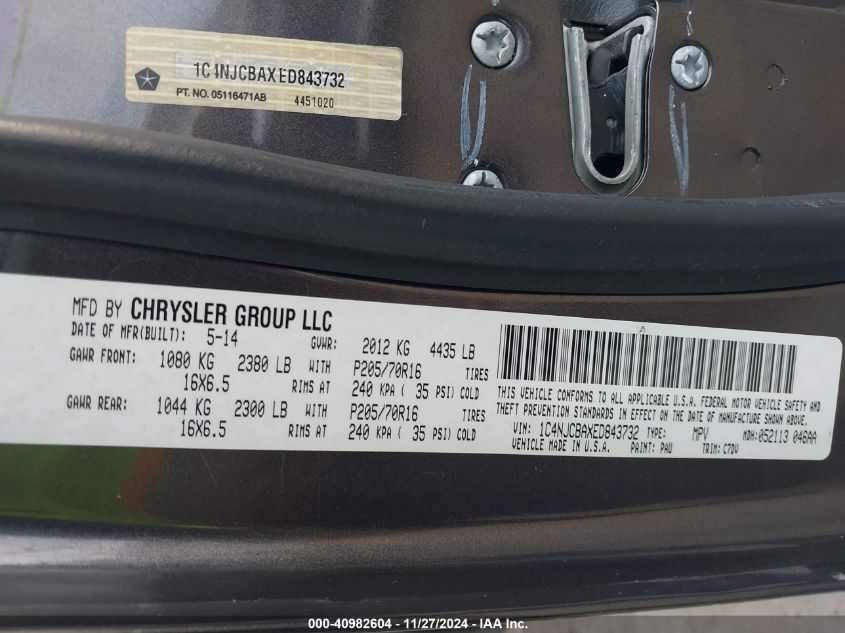 1C4NJCBAXED843732
PT. NO. 05116471AB 4451020
MFD BY CHRYSLER GROUP LLC
DATE OF MFR(BUILT): 5-14 GVWR: 2012 KG 4435 LB
GAWR FRONT: 1080 KG 2380 LB WITH P205/70R16 TIRES
16X6.5 RIMS AT 240 KPA ( 35 PSI) COLD
GAWR REAR: 1044 KG 2300 LB WITH P205/70R16 TIRES
16X6.5 RIMS AT 240 KPA ( 35 PSI) COLD
THIS VEHICLE CONFORMS TO ALL APPLICABLE U.S.A. FEDERAL MOTOR VEHICLE SAFETY AND
THEFT PREVENTION STANDARDS IN EFFECT ON THE DATE OF MANUFACTURE SHOWN ABOVE.
VIN: 1C4NJCBAXED843732 TYPE: MPV MDH: 052113 046AA
VEHICLE MADE IN U.S.A. PAINT: PAU TRIM: C7DV
000-40982604 - 11/27/2024 - IAA Inc.